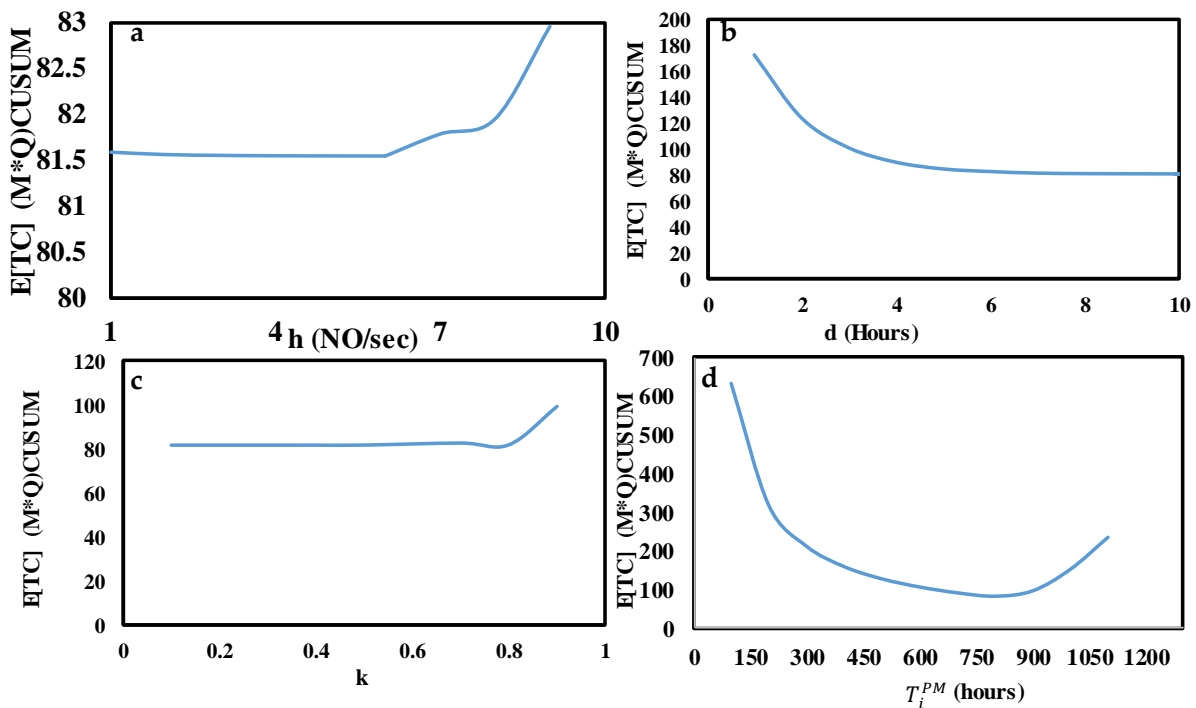 a
E[TC] (M*Q)CUSUM
83
82.5
82
81.5
81
80.5
80
1 4 7 10
h (NO/sec)
b
E[TC] (M*Q)CUSUM
200
180
160
140
120
100
80
60
40
20
0
0 2 4 6 8 10
d (Hours)
c
E[TC] (M*Q)CUSUM
120
100
80
60
40
20
0
0 0.2 0.4 0.6 0.8 1
k
d
E[TC] (M*Q)CUSUM
700
600
500
400
300
200
100
0
0 150 300 450 600 750 900 1050 1200
T_i^{PM} (hours)